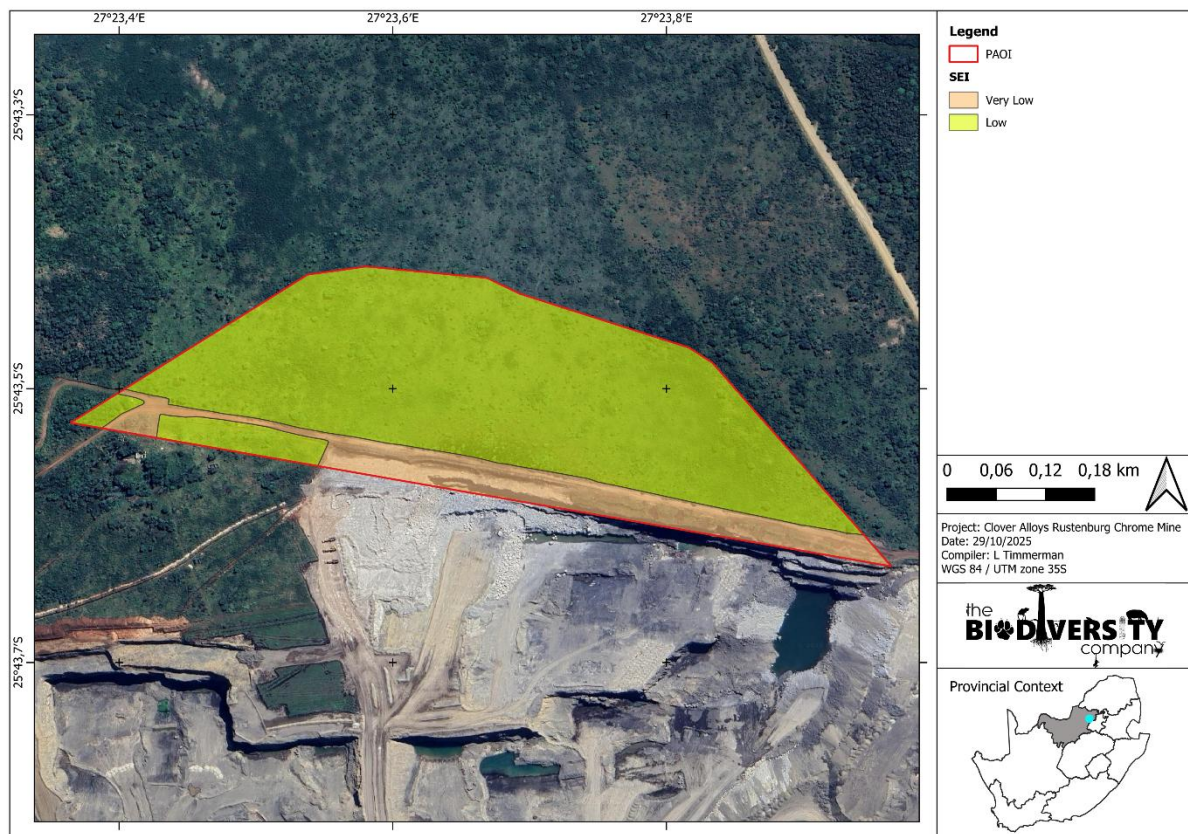 27°23,4'E 27°23,6'E 27°23,8'E
25°43,3'S
25°43,5'S
25°43,7'S
Legend
PAOI
SEI
Very Low
Low
0 0,06 0,12 0,18 km
Project: Clover Alloys Rustenburg Chrome Mine
Date: 29/10/2025
Compiler: L Timmerman
WGS 84 / UTM zone 35S
the
BIODIVERSITY
company
Provincial Context